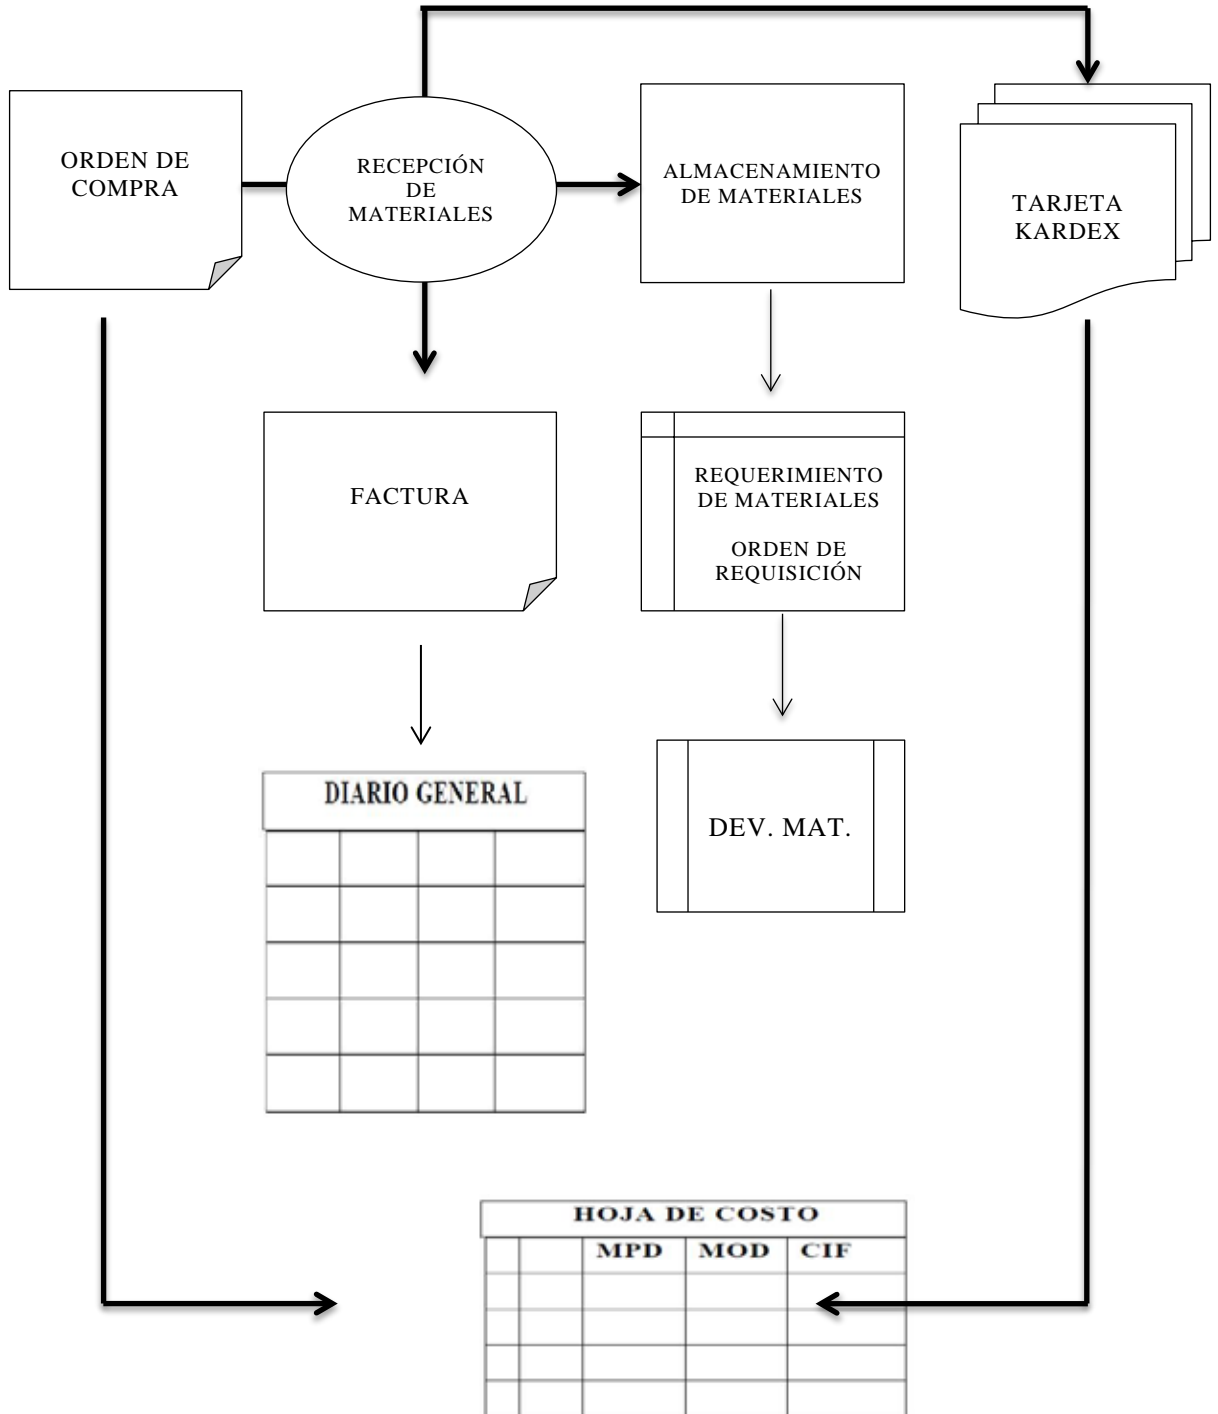 ORDEN DE
COMPRA
RECEPCIÓN
DE
MATERIALES
ALMACENAMIENTO
DE MATERIALES
TARJETA
KARDEX
FACTURA
REQUERIMIENTO
DE MATERIALES
ORDEN DE
REQUISICIÓN
DIARIO GENERAL
DEV. MAT.
HOJA DE COSTO
MPD MOD CIF